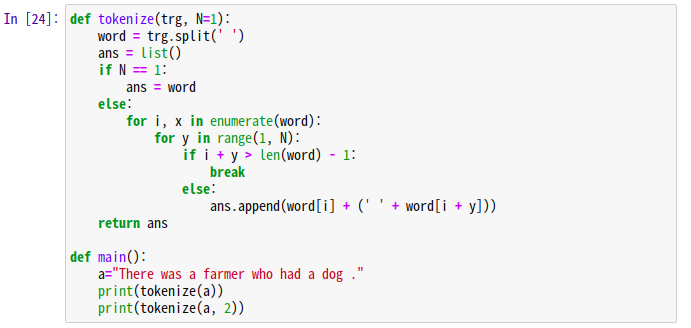 In [24]: def tokenize(trg, N=1):
    word = trg.split(' ')
    ans = list()
    if N == 1:
        ans = word
    else:
        for i, x in enumerate(word):
            for y in range(1, N):
                if i + y > len(word) - 1:
                    break
                else:
                    ans.append(word[i] + (' ' + word[i + y]))
    return ans

def main():
    a="There was a farmer who had a dog ."
    print(tokenize(a))
    print(tokenize(a, 2))